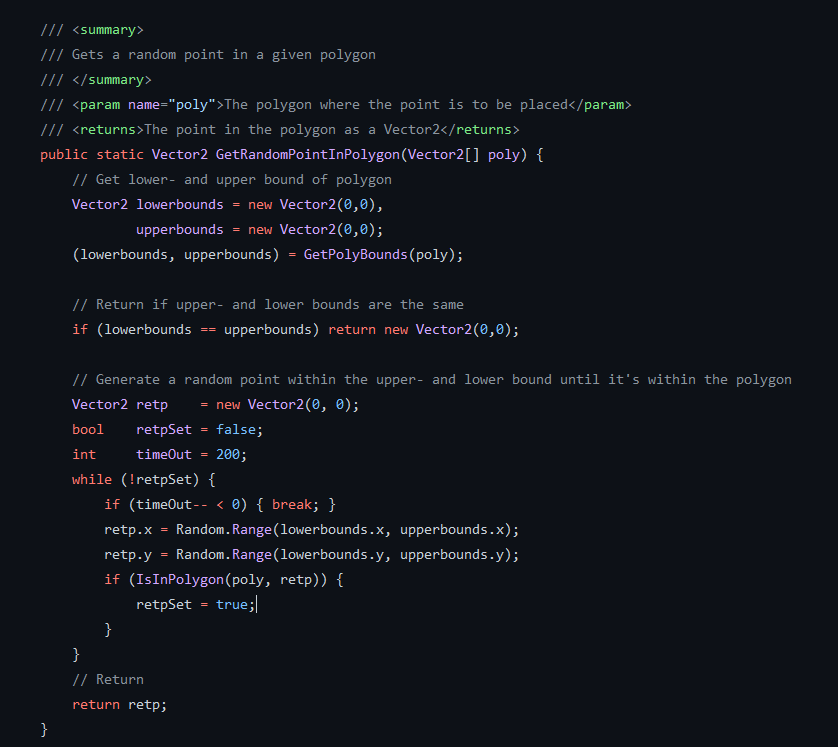 /// <summary>
/// Gets a random point in a given polygon
/// </summary>
/// <param name="poly">The polygon where the point is to be placed</param>
/// <returns>The point in the polygon as a Vector2</returns>
public static Vector2 GetRandomPointInPolygon(Vector2[] poly) {
    // Get lower- and upper bound of polygon
    Vector2 lowerbounds = new Vector2(0,0),
            upperbounds = new Vector2(0,0);
    (lowerbounds, upperbounds) = GetPolyBounds(poly);

    // Return if upper- and lower bounds are the same
    if (lowerbounds == upperbounds) return new Vector2(0,0);

    // Generate a random point within the upper- and lower bound until it's within the polygon
    Vector2 retp    = new Vector2(0, 0);
    bool    retpSet = false;
    int     timeOut = 200;
    while (!retpSet) {
        if (timeOut-- < 0) { break; }
        retp.x = Random.Range(lowerbounds.x, upperbounds.x);
        retp.y = Random.Range(lowerbounds.y, upperbounds.y);
        if (IsInPolygon(poly, retp)) {
            retpSet = true;
        }
    }
    // Return
    return retp;
}